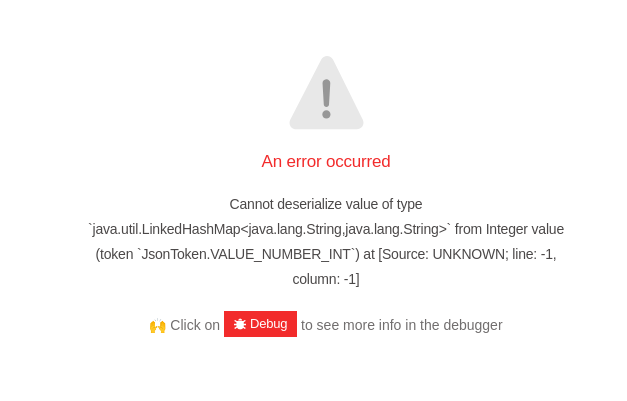 An error occurred
Cannot deserialize value of type
`java.util.LinkedHashMap<java.lang.String,java.lang.String>` from Integer value
(token `JsonToken.VALUE_NUMBER_INT`) at [Source: UNKNOWN; line: -1,
column: -1]
🙌 Click on Debug to see more info in the debugger